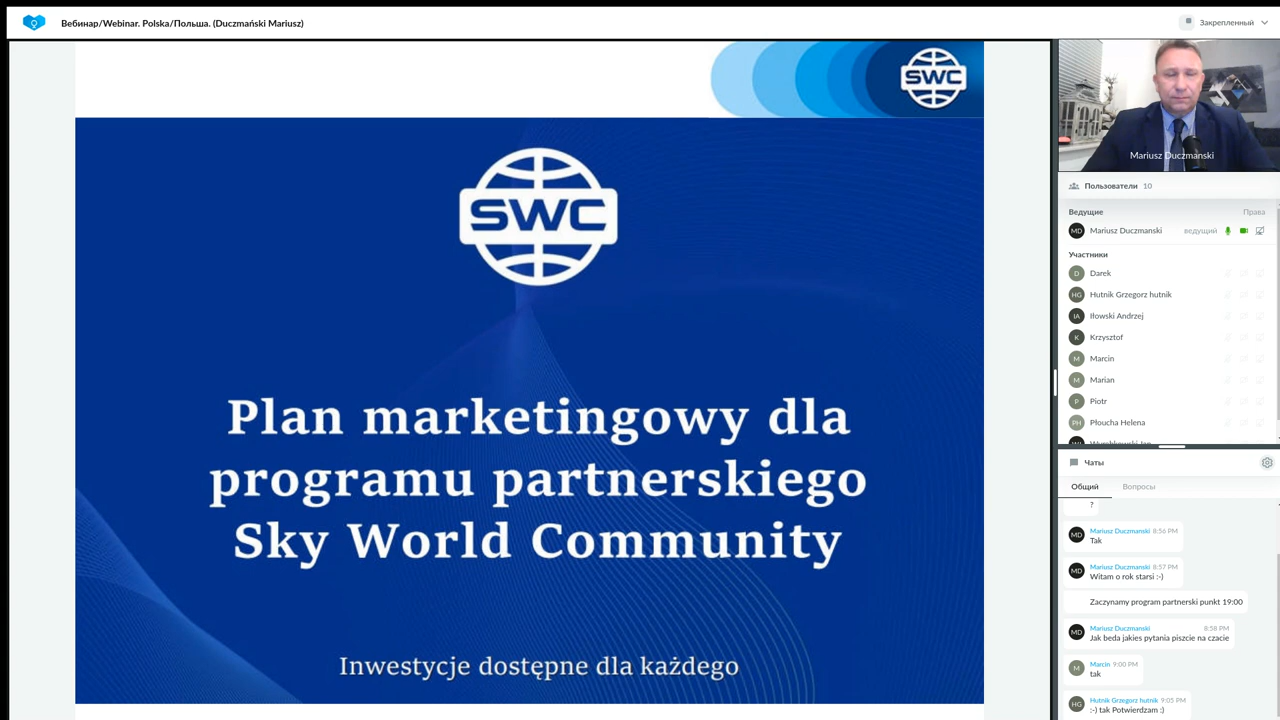 Вебинар/Webinar. Polska/Польша. (Duczmański Mariusz)
Закрепленный
SWC
SWC
Plan marketingowy dla
programu partnerskiego
Sky World Community
Inwestycje dostępne dla każdego
Mariusz Duczmanski
Пользователи 10
Ведущие Права
MD Mariusz Duczmanski ведущий
Участники
D Darek
HG Hutnik Grzegorz hutnik
IA Iłowski Andrzej
K Krzysztof
M Marcin
M Marian
P Piotr
PH Płoucha Helena
Чаты
Общий Вопросы
?
MD Mariusz Duczmanski 8:56 PM
Tak
MD Mariusz Duczmanski 8:57 PM
Witam o rok starsi :-)
Zaczynamy program partnerski punkt 19:00
MD Mariusz Duczmanski 8:58 PM
Jak beda jakies pytania piszcie na czacie
M Marcin 9:00 PM
tak
HG Hutnik Grzegorz hutnik 9:05 PM
:-) tak Potwierdzam :)